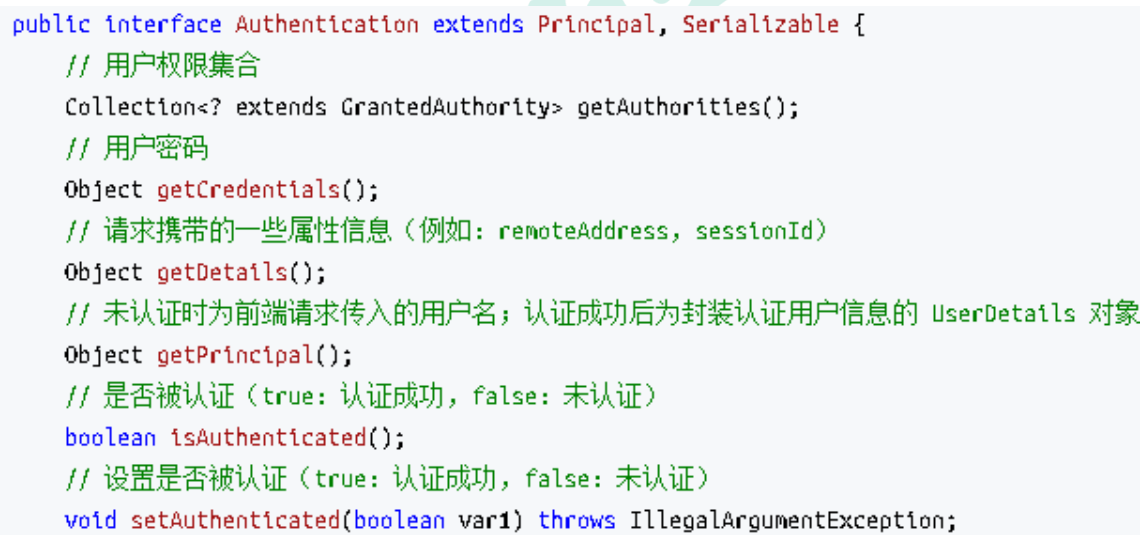 public interface Authentication extends Principal, Serializable {
// 用户权限集合
Collection<? extends GrantedAuthority> getAuthorities();
// 用户密码
Object getCredentials();
// 请求携带的一些属性信息（例如：remoteAddress，sessionId）
Object getDetails();
// 未认证时为前端请求传入的用户名；认证成功后为封装认证用户信息的 UserDetails 对象
Object getPrincipal();
// 是否被认证（true：认证成功，false：未认证）
boolean isAuthenticated();
// 设置是否被认证（true：认证成功，false：未认证）
void setAuthenticated(boolean var1) throws IllegalArgumentException;